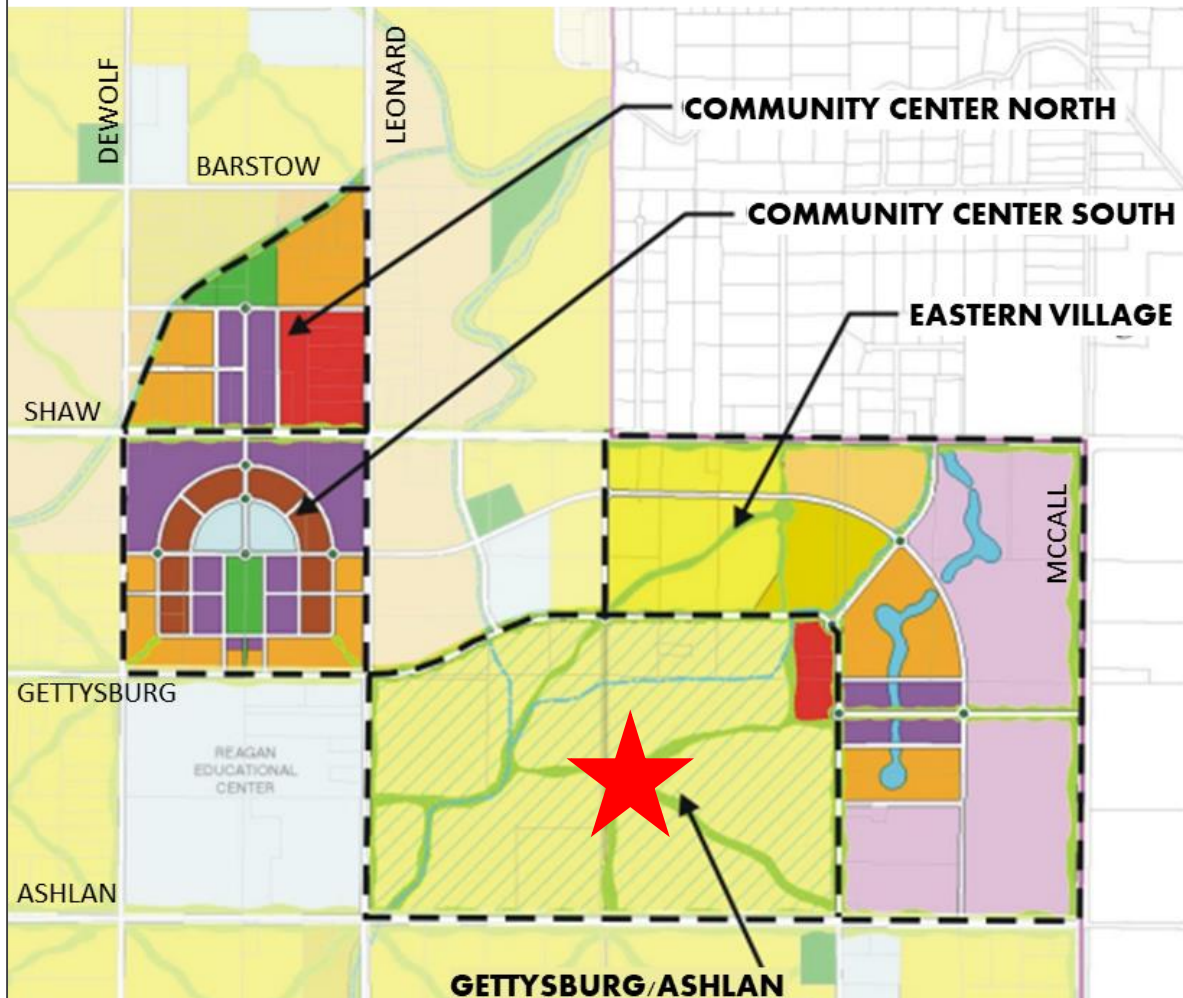 DEWOLF
LEONARD
COMMUNITY CENTER NORTH
BARSTOW
COMMUNITY CENTER SOUTH
EASTERN VILLAGE
SHAW
MCCALL
GETTYSBURG
REAGAN
EDUCATIONAL
CENTER
ASHLAN
GETTYSBURG/ASHLAN